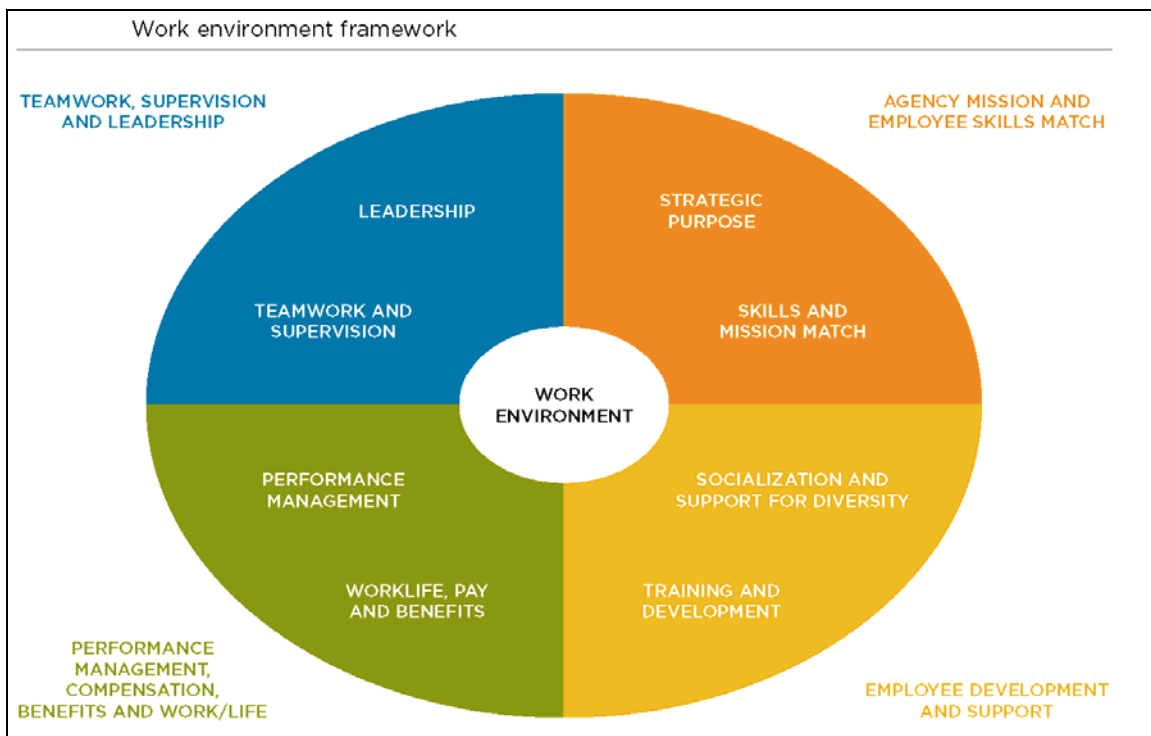 Work environment framework
TEAMWORK, SUPERVISION
AND LEADERSHIP
AGENCY MISSION AND
EMPLOYEE SKILLS MATCH
LEADERSHIP
STRATEGIC
PURPOSE
TEAMWORK AND
SUPERVISION
SKILLS AND
MISSION MATCH
WORK
ENVIRONMENT
PERFORMANCE
MANAGEMENT
SOCIALIZATION AND
SUPPORT FOR DIVERSITY
WORKLIFE, PAY
AND BENEFITS
TRAINING AND
DEVELOPMENT
PERFORMANCE
MANAGEMENT,
COMPENSATION,
BENEFITS AND WORK/LIFE
EMPLOYEE DEVELOPMENT
AND SUPPORT